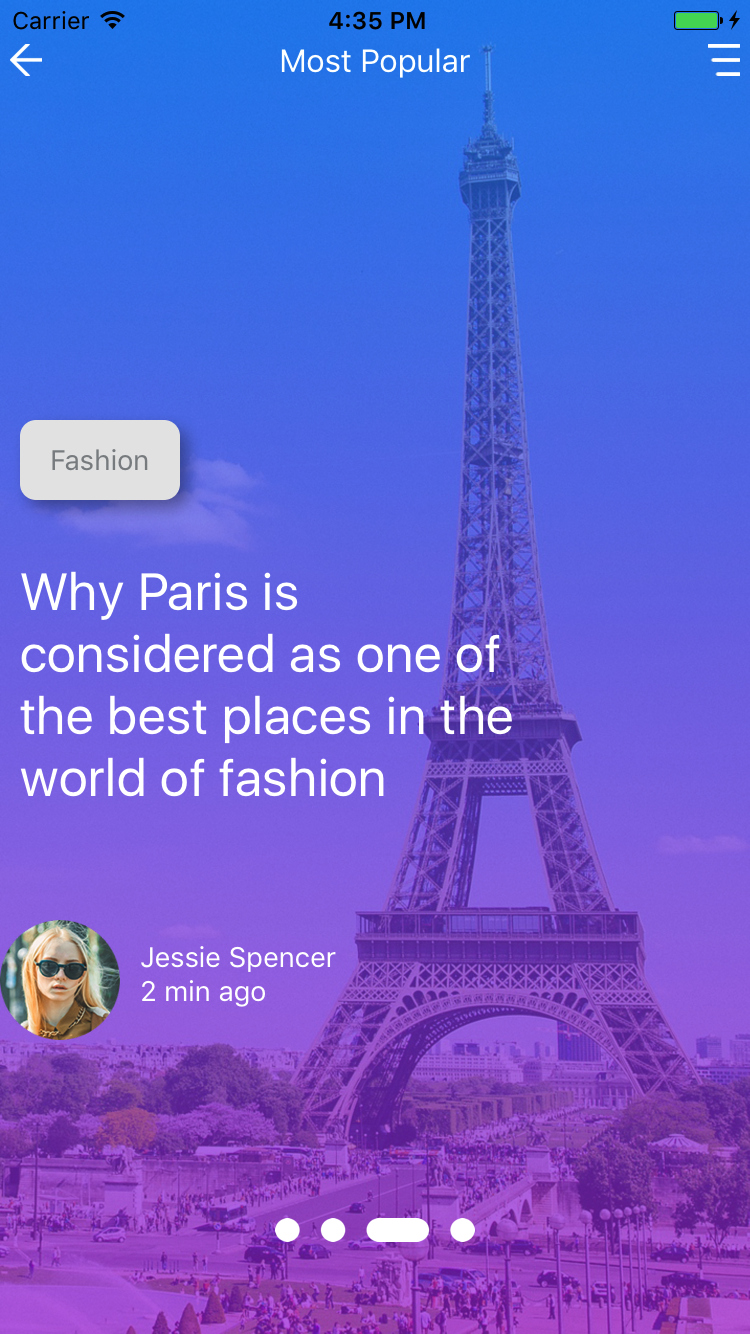 Carrier 4:35 PM
Most Popular
Fashion
Why Paris is
considered as one of
the best places in the
world of fashion
Jessie Spencer
2 min ago